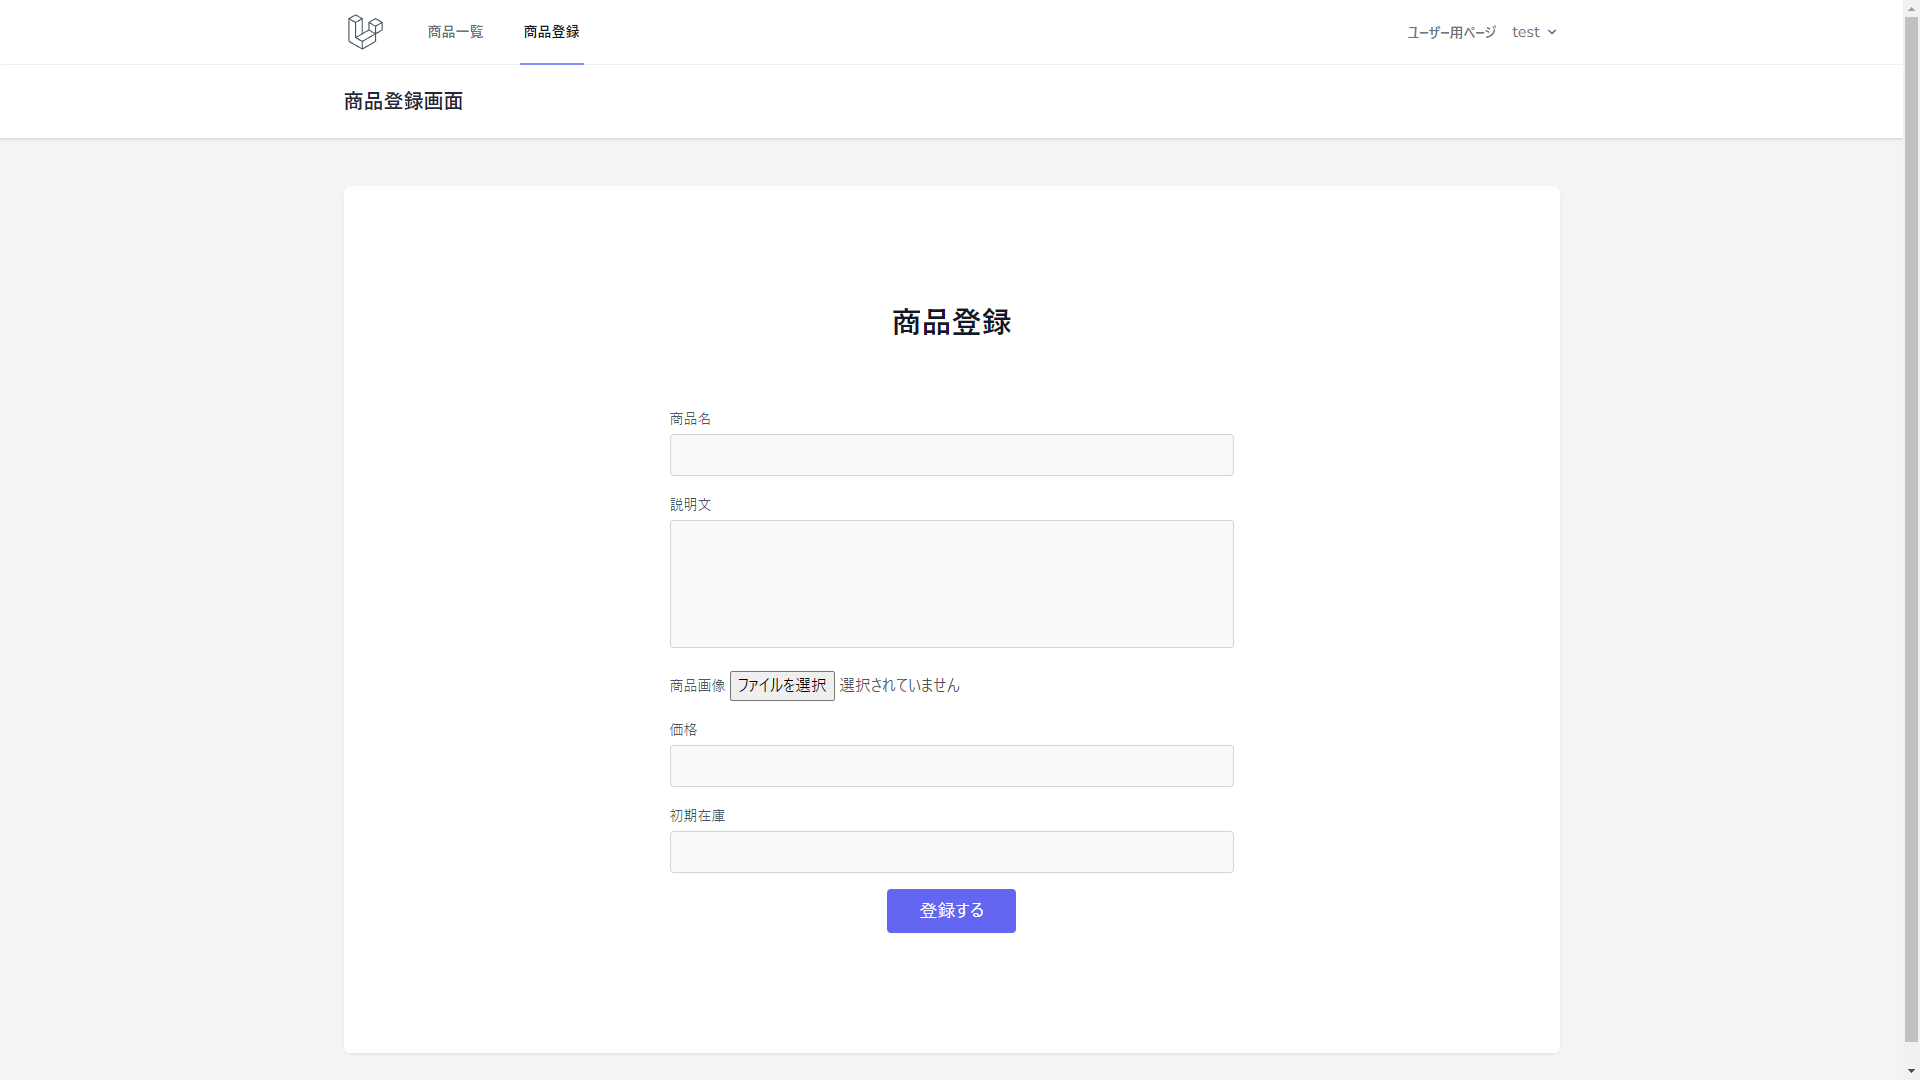 商品一覧
商品登録
ユーザー用ページ
test
商品登録画面
商品登録
商品名
説明文
商品画像 ファイルを選択 選択されていません
価格
初期在庫
登録する